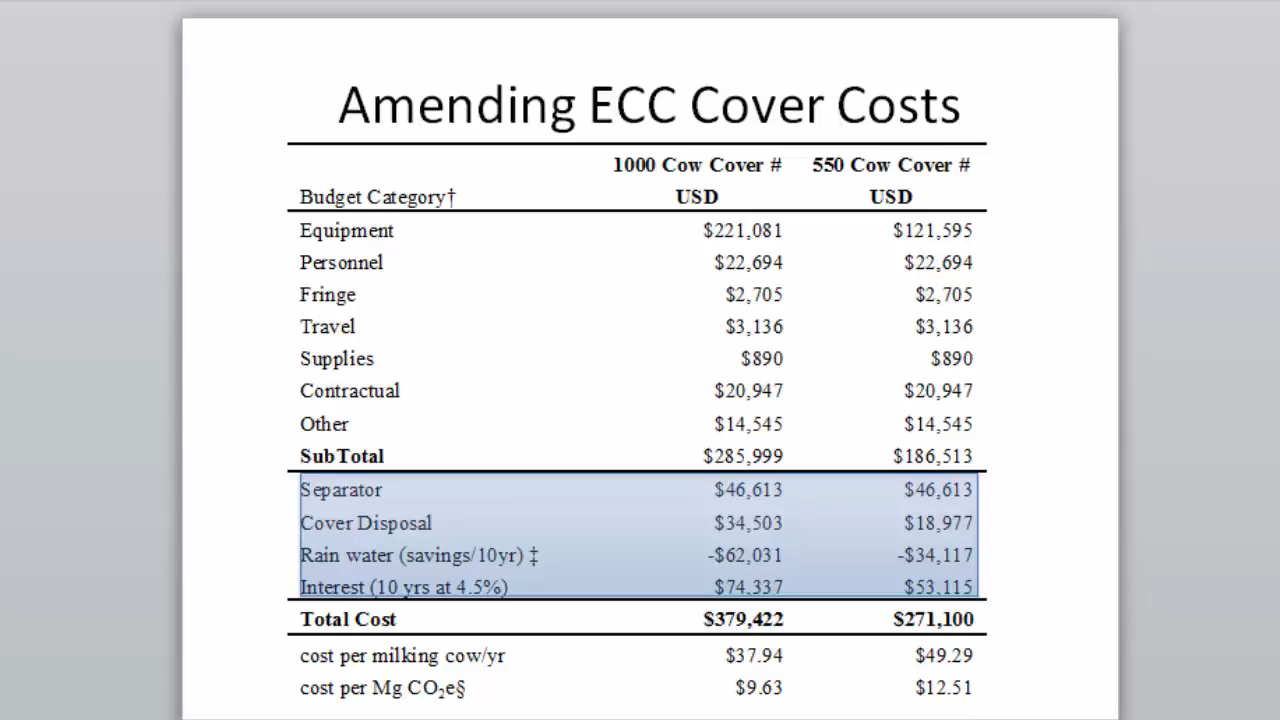 Amending ECC Cover Costs
1000 Cow Cover # 550 Cow Cover #
Budget Category† USD USD
Equipment $221,081 $121,595
Personnel $22,694 $22,694
Fringe $2,705 $2,705
Travel $3,136 $3,136
Supplies $890 $890
Contractual $20,947 $20,947
Other $14,545 $14,545
SubTotal $285,999 $186,513
Separator $46,613 $46,613
Cover Disposal $34,503 $18,977
Rain water (savings/10yr) ‡ -$62,031 -$34,117
Interest (10 yrs at 4.5%) $74,337 $53,115
Total Cost $379,422 $271,100
cost per milking cow/yr $37.94 $49.29
cost per Mg CO₂e§ $9.63 $12.51